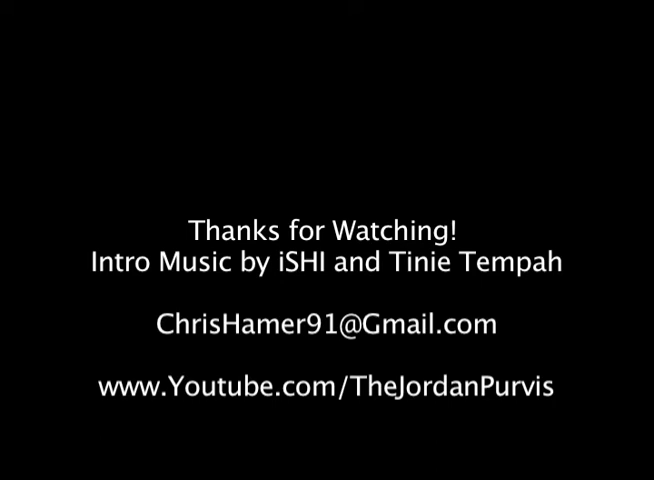 Thanks for Watching!
Intro Music by iSHI and Tinie Tempah
ChrisHamer91@Gmail.com
www.Youtube.com/TheJordanPurvis